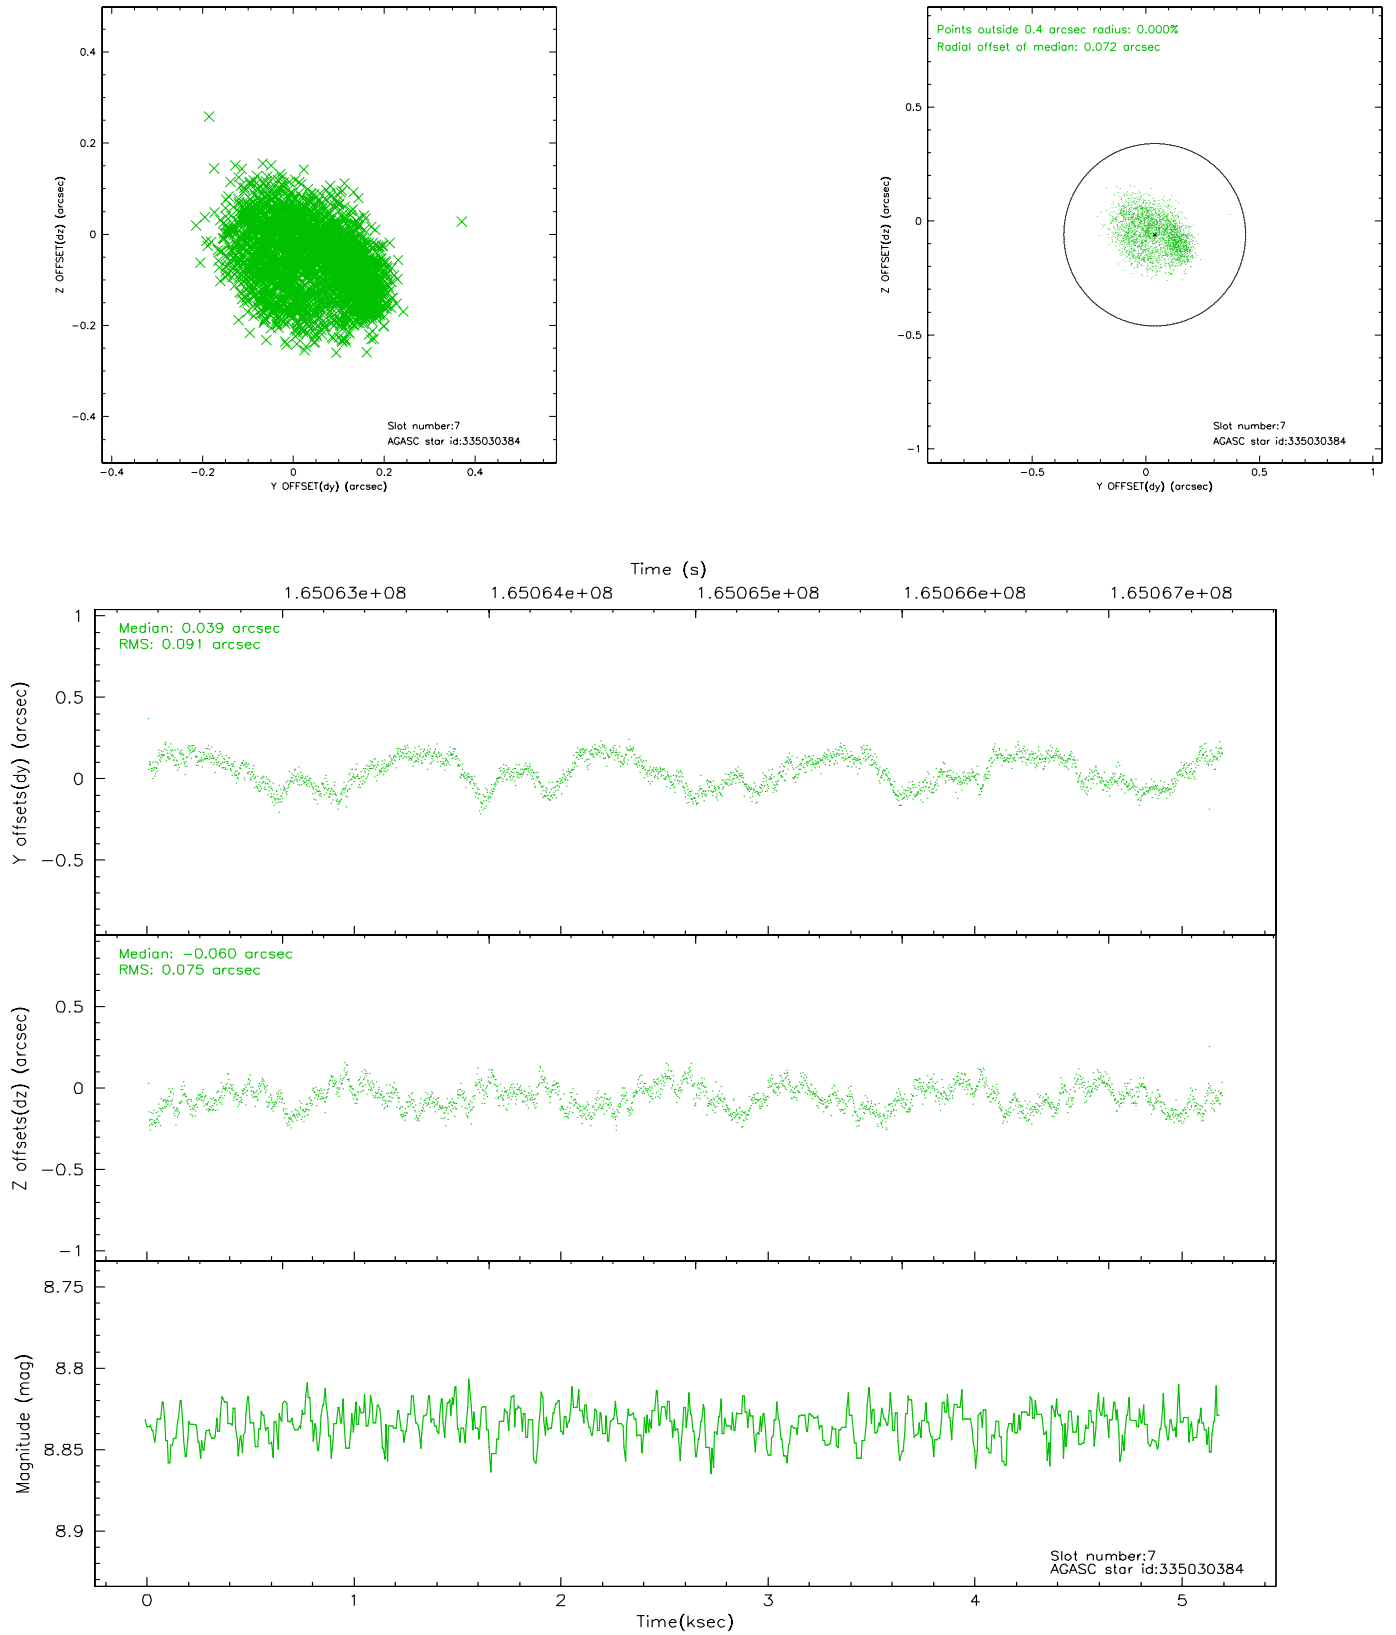 0.4
0.2
0
−0.2
−0.4
Z OFFSET(dz) (arcsec)
Slot number:7
AGASC star id:335030384
−0.4 −0.2 0 0.2 0.4
Y OFFSET(dy) (arcsec)
Points outside 0.4 arcsec radius: 0.000%
Radial offset of median: 0.072 arcsec
0.5
0
−0.5
−1
Z OFFSET(dz) (arcsec)
Slot number:7
AGASC star id:335030384
−0.5 0 0.5 1
Y OFFSET(dy) (arcsec)
Time (s)
1.65063e+08 1.65064e+08 1.65065e+08 1.65066e+08 1.65067e+08
Median: 0.039 arcsec
RMS: 0.091 arcsec
1
0.5
0
−0.5
Y offsets(dy) (arcsec)
Median: −0.060 arcsec
RMS: 0.075 arcsec
0.5
0
−0.5
−1
Z offsets(dz) (arcsec)
8.75
8.8
8.85
8.9
Magnitude (mag)
Slot number:7
AGASC star id:335030384
0 1 2 3 4 5
Time(ksec)